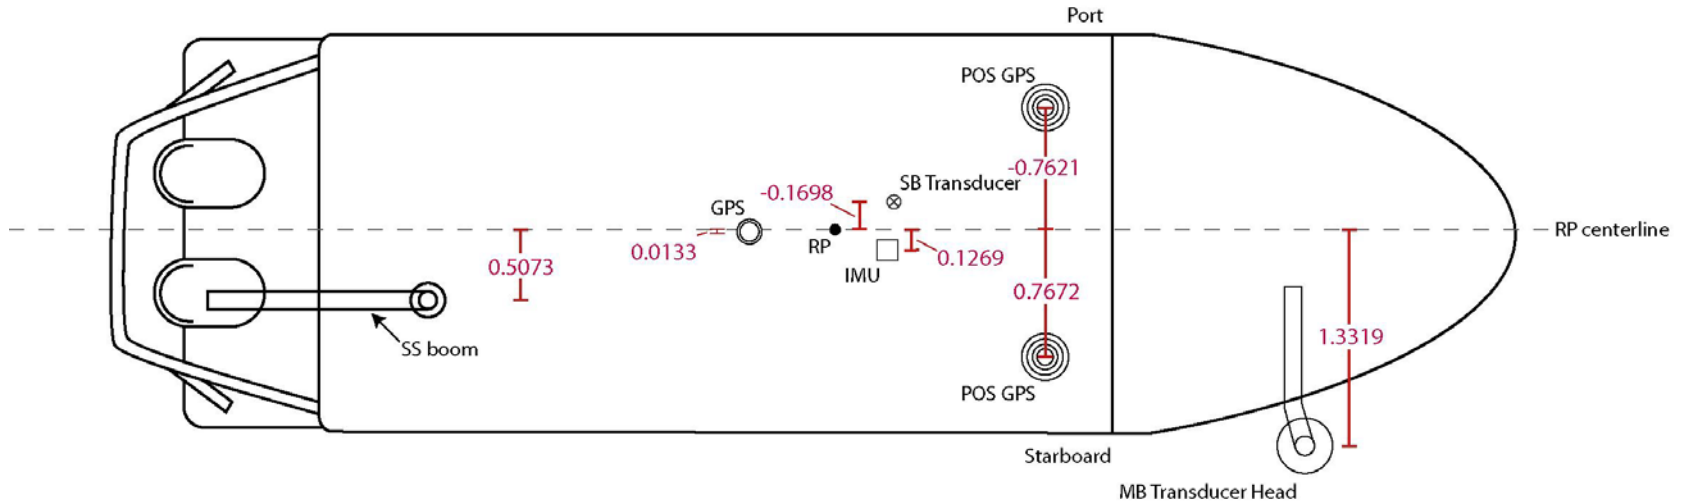 Port
POS GPS
-0.7621
SB Transducer
-0.1698
GPS
RP centerline
RP
0.0133
0.5073
0.1269
IMU
0.7672
1.3319
SS boom
POS GPS
Starboard
MB Transducer Head